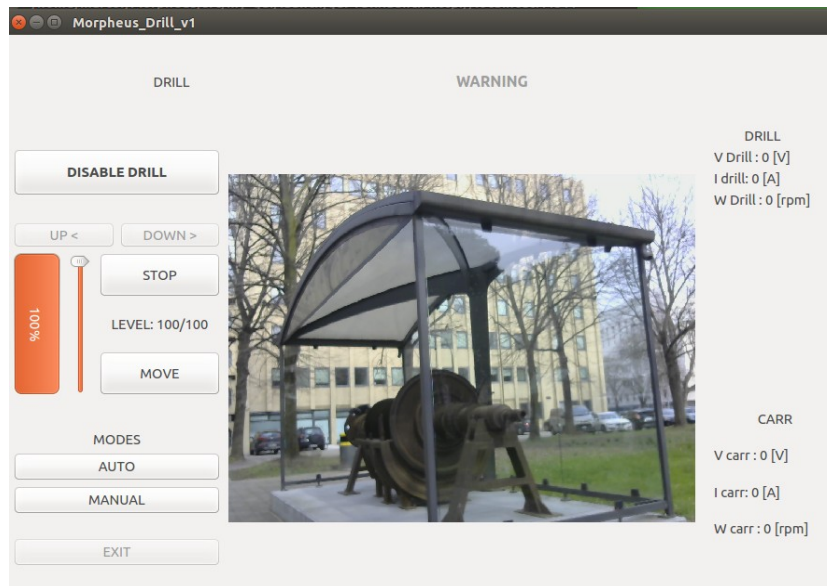 Morpheus_Drill_v1
DRILL
WARNING
DISABLE DRILL
UP <
DOWN >
STOP
100%
LEVEL: 100/100
MOVE
MODES
AUTO
MANUAL
EXIT
DRILL
V Drill : 0 [V]
I drill: 0 [A]
W Drill : 0 [rpm]
CARR
V carr : 0 [V]
I carr: 0 [A]
W carr : 0 [rpm]